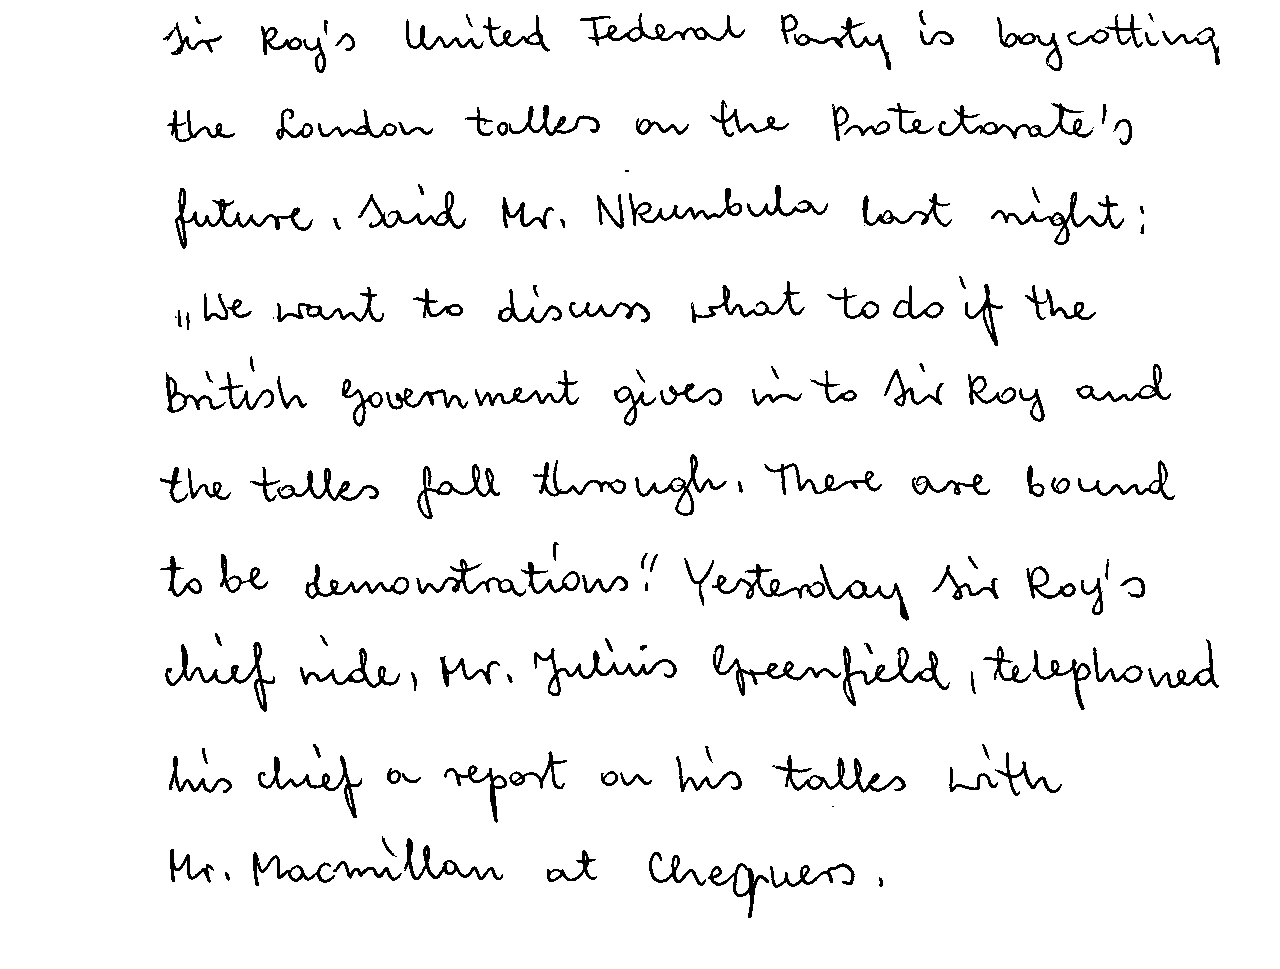 Sir Roy's United Federal Party is boycotting
the London talks on the Protectorate's
future. Said Mr. Nkumbula last night:
„We want to discuss what to do if the
British Government gives in to Sir Roy and
the talks fall through. There are bound
to be demonstrations." Yesterday Sir Roy's
chief aide, Mr. Julius Greenfield, telephoned
his chief a report on his talks with
Mr. Macmillan at Chequers.